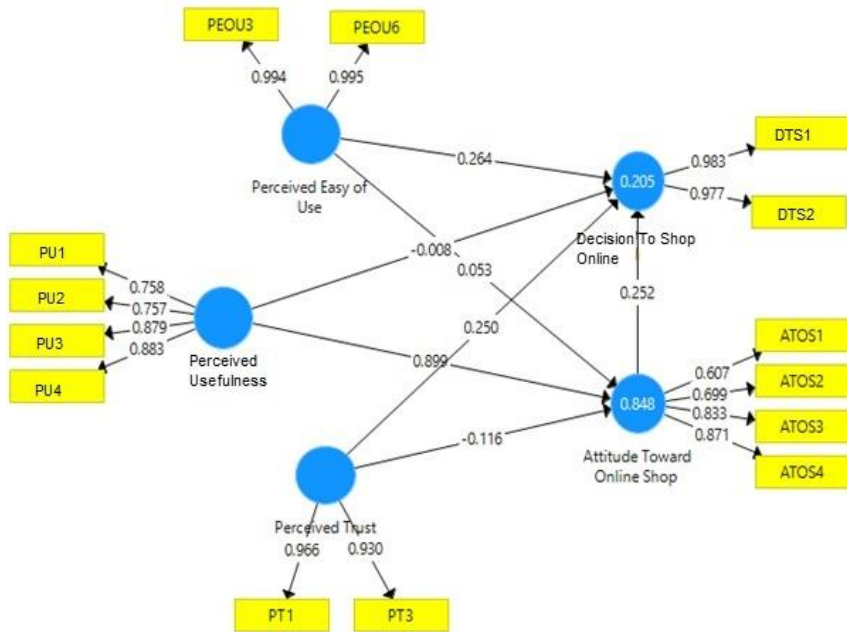 PEOU3
PEOU6
0.994
0.995
DTS1
0.264
0.983
0.205
Perceived Easy of
Use
0.977
DTS2
PU1
Decision To Shop
Online
-0.008
0.758
0.053
PU2
0.757
0.252
PU3
0.879
0.250
ATOS1
0.883
PU4
Perceived
Usefulness
0.899
0.607
ATOS2
0.699
0.848
0.833
ATOS3
0.871
-0.116
Attitude Toward
Online Shop
ATOS4
Perceived Trust
0.966
0.930
PT1
PT3